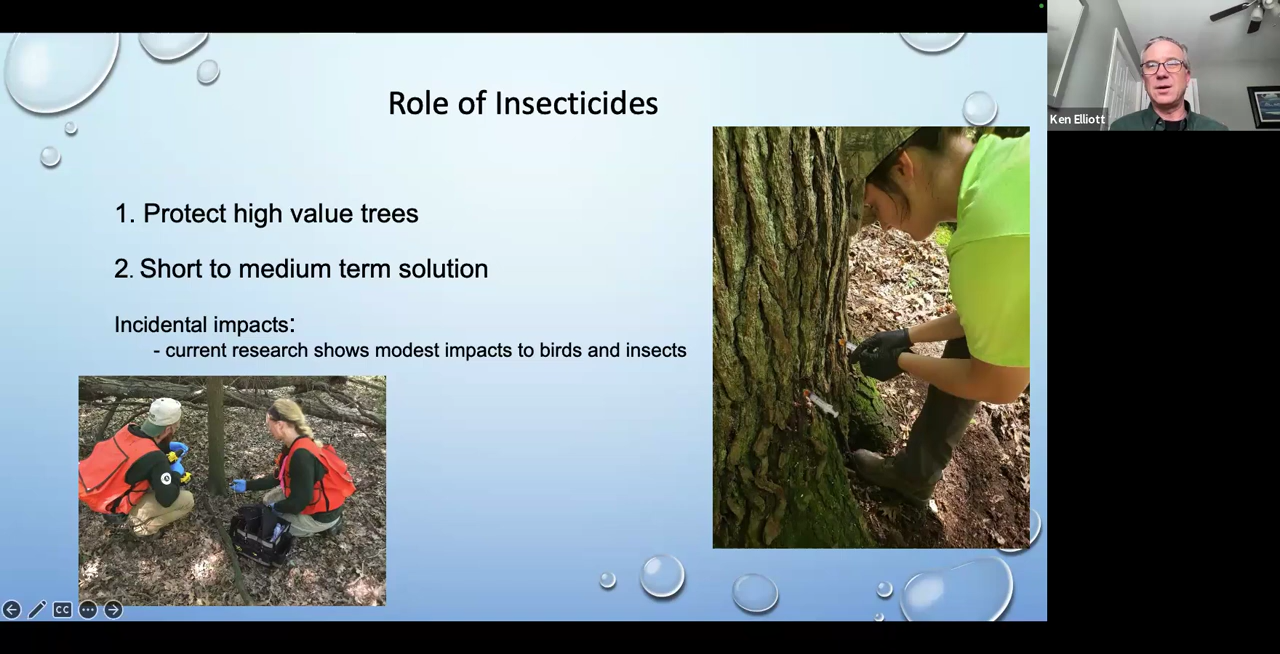 Role of Insecticides
1. Protect high value trees
2. Short to medium term solution
Incidental impacts:
- current research shows modest impacts to birds and insects
Ken Elliott
CC